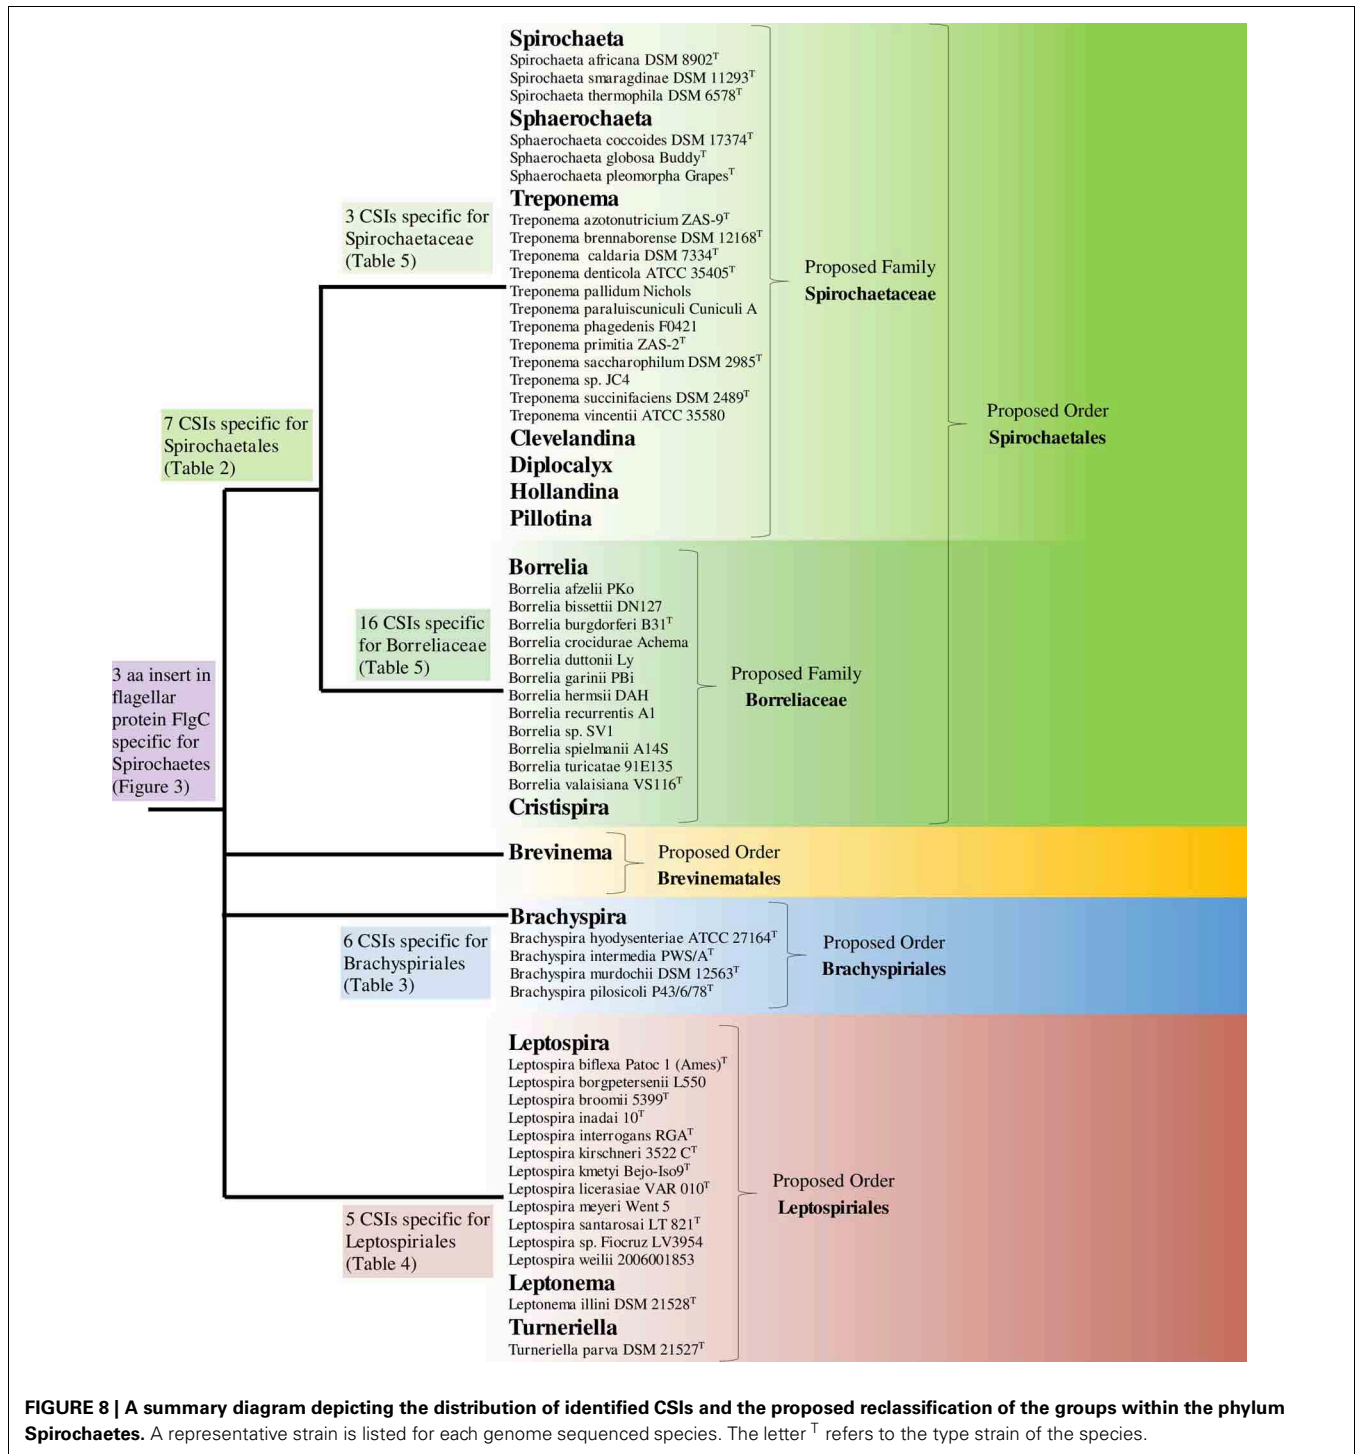 Spirochaeta
Spirochaeta africana DSM 8902T
Spirochaeta smaragdinae DSM 11293T
Spirochaeta thermophila DSM 6578T
Sphaerochaeta
Sphaerochaeta coccoides DSM 17374T
Sphaerochaeta globosa BuddyT
Sphaerochaeta pleomorpha GrapesT
Treponema
Treponema azotonutricium ZAS-9T
Treponema brennaborense DSM 12168T
Treponema caldaria DSM 7334T
Treponema denticola ATCC 35405T
Treponema pallidum Nichols
Treponema paraluiscuniculi Cuniculi A
Treponema phagedenis F0421
Treponema primitia ZAS-2T
Treponema saccharophilum DSM 2985T
Treponema sp. JC4
Treponema succinifaciens DSM 2489T
Treponema vincentii ATCC 35580
Clevelandina
Diplocalyx
Hollandina
Pillotina
3 CSIs specific for
Spirochaetaceae
(Table 5)
Proposed Family
Spirochaetaceae
Proposed Order
Spirochaetales
7 CSIs specific for
Spirochaetales
(Table 2)
Borrelia
Borrelia afzelii PKo
Borrelia bissettii DN127
Borrelia burgdorferi B31T
Borrelia crocidurae Achema
Borrelia duttonii Ly
Borrelia garinii PBi
Borrelia hermsii DAH
Borrelia recurrentis A1
Borrelia sp. SV1
Borrelia spielmanii A14S
Borrelia turicatae 91E135
Borrelia valaisiana VS116T
Cristispira
16 CSIs specific
for Borreliaceae
(Table 5)
Proposed Family
Borreliaceae
3 aa insert in
flagellar
protein FlgC
specific for
Spirochaetes
(Figure 3)
Brevinema
Proposed Order
Brevinematales
Brachyspira
Brachyspira hyodysenteriae ATCC 27164T
Brachyspira intermedia PWS/AT
Brachyspira murdochii DSM 12563T
Brachyspira pilosicoli P43/6/78T
6 CSIs specific for
Brachyspiriales
(Table 3)
Proposed Order
Brachyspiriales
Leptospira
Leptospira biflexa Patoc 1 (Ames)T
Leptospira borgpetersenii L550
Leptospira broomii 5399T
Leptospira inadai 10T
Leptospira interrogans RGAT
Leptospira kirschneri 3522 CT
Leptospira kmetyi Bejo-Iso9T
Leptospira licerasiae VAR 010T
Leptospira meyeri Went 5
Leptospira santarosai LT 821T
Leptospira sp. Fiocruz LV3954
Leptospira weilii 2006001853
Leptonema
Leptonema illini DSM 21528T
Turneriella
Turneriella parva DSM 21527T
5 CSIs specific for
Leptospiriales
(Table 4)
Proposed Order
Leptospiriales
FIGURE 8 | A summary diagram depicting the distribution of identified CSIs and the proposed reclassification of the groups within the phylum
Spirochaetes. A representative strain is listed for each genome sequenced species. The letter T refers to the type strain of the species.